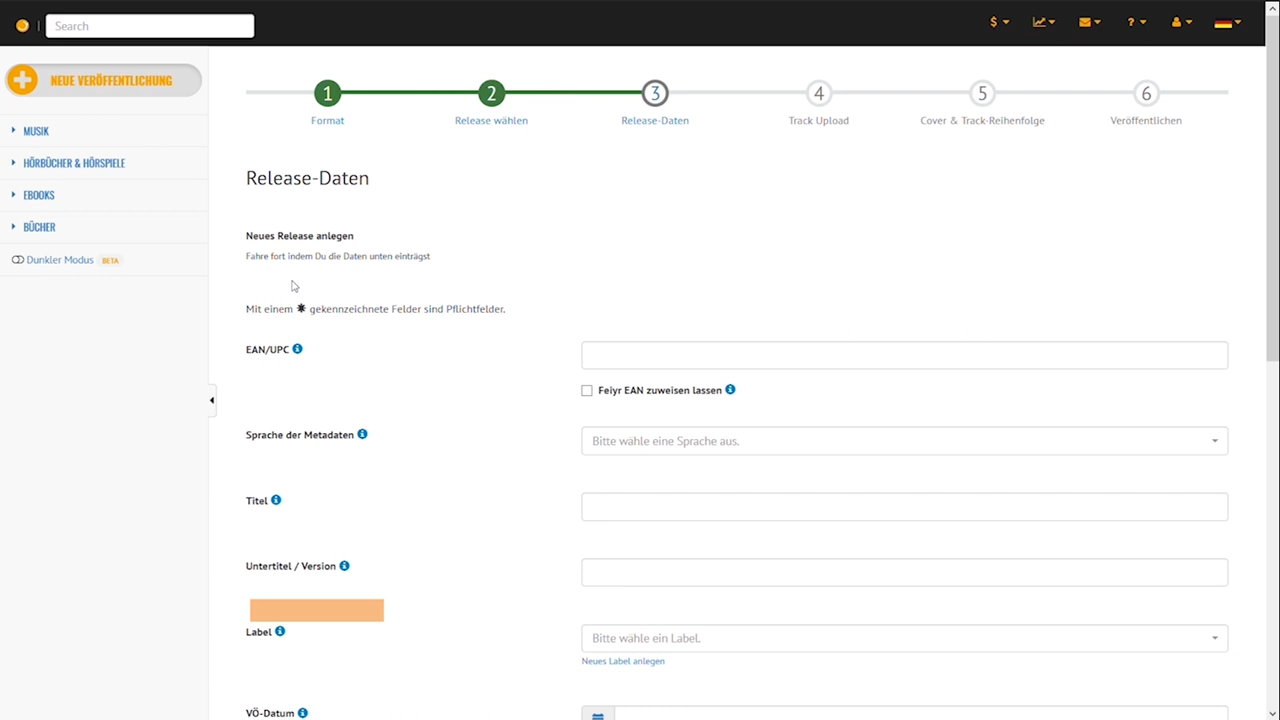 Search
$
?
NEUE VERÖFFENTLICHUNG
MUSIK
HÖRBÜCHER & HÖRSPIELE
EBOOKS
BÜCHER
Dunkler Modus BETA
1 2 3 4 5 6
Format Release wählen Release-Daten Track Upload Cover & Track-Reihenfolge Veröffentlichen
Release-Daten
Neues Release anlegen
Fahre fort indem Du die Daten unten einträgst
Mit einem * gekennzeichnete Felder sind Pflichtfelder.
EAN/UPC
Feiyr EAN zuweisen lassen
Sprache der Metadaten
Bitte wähle eine Sprache aus.
Titel
Untertitel / Version
Label
Bitte wähle ein Label.
Neues Label anlegen
VÖ-Datum